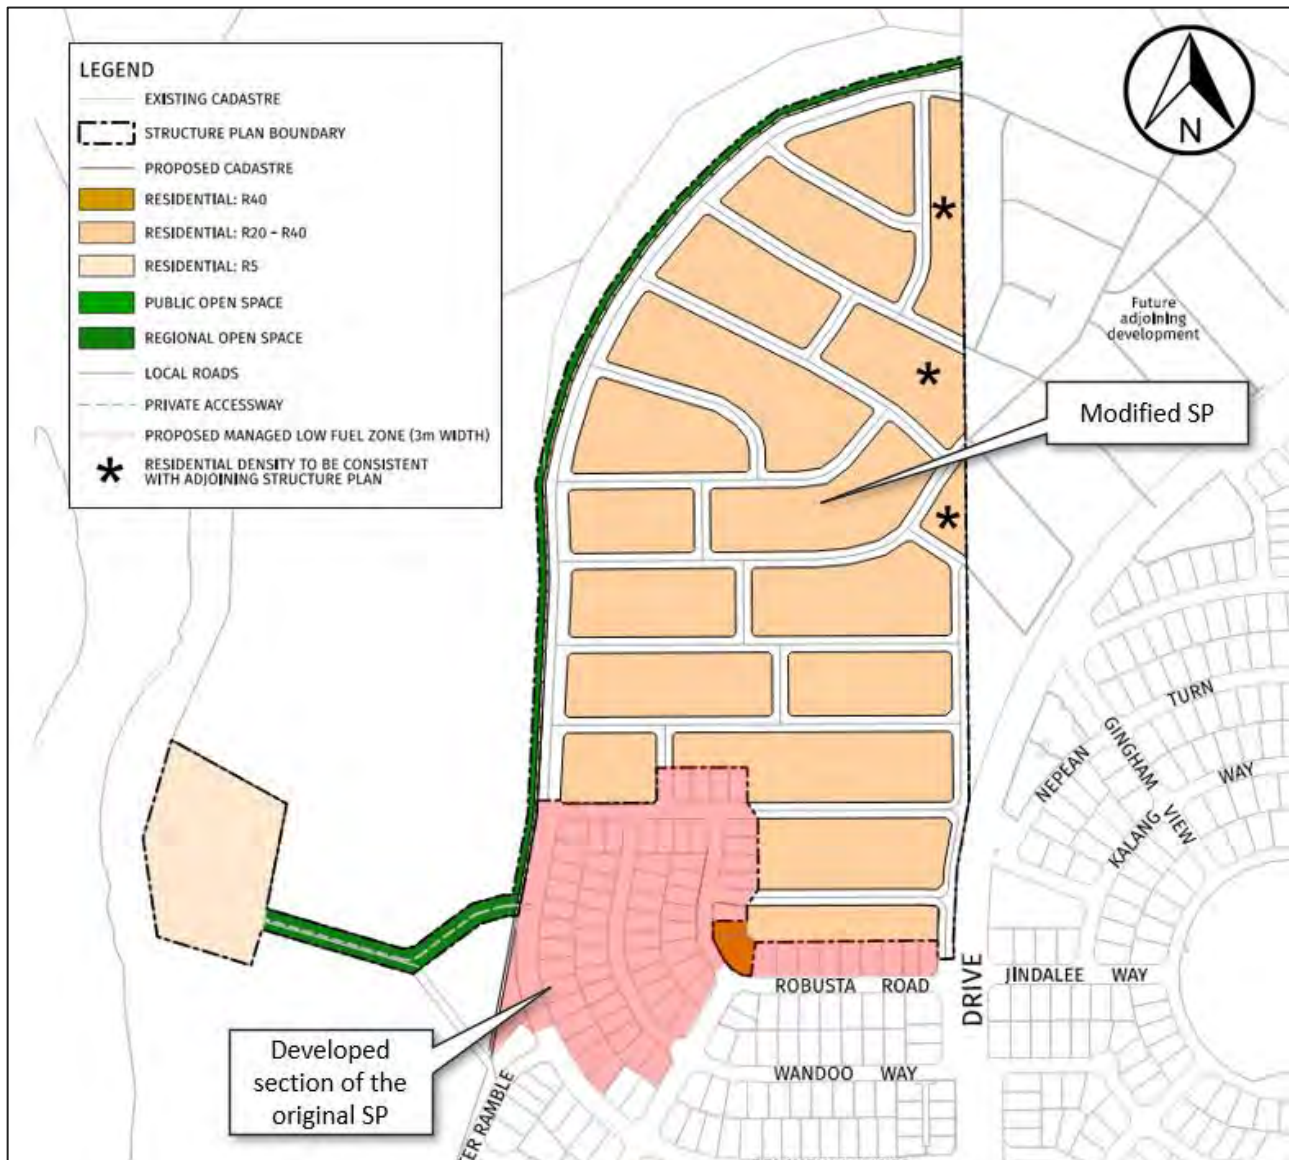 LEGEND
EXISTING CADASTRE
STRUCTURE PLAN BOUNDARY
PROPOSED CADASTRE
RESIDENTIAL: R40
RESIDENTIAL: R20 - R40
RESIDENTIAL: R5
PUBLIC OPEN SPACE
REGIONAL OPEN SPACE
LOCAL ROADS
PRIVATE ACCESSWAY
PROPOSED MANAGED LOW FUEL ZONE (3m WIDTH)
* RESIDENTIAL DENSITY TO BE CONSISTENT
WITH ADJOINING STRUCTURE PLAN
N
*
Future
adjoining
development
*
Modified SP
*
TURN
GINGHAM
VIEW
NEPEAN
WAY
KALANG
DRIVE
JINDALEE WAY
ROBUSTA ROAD
WANDOO WAY
Developed
section of the
original SP
RAMBLE